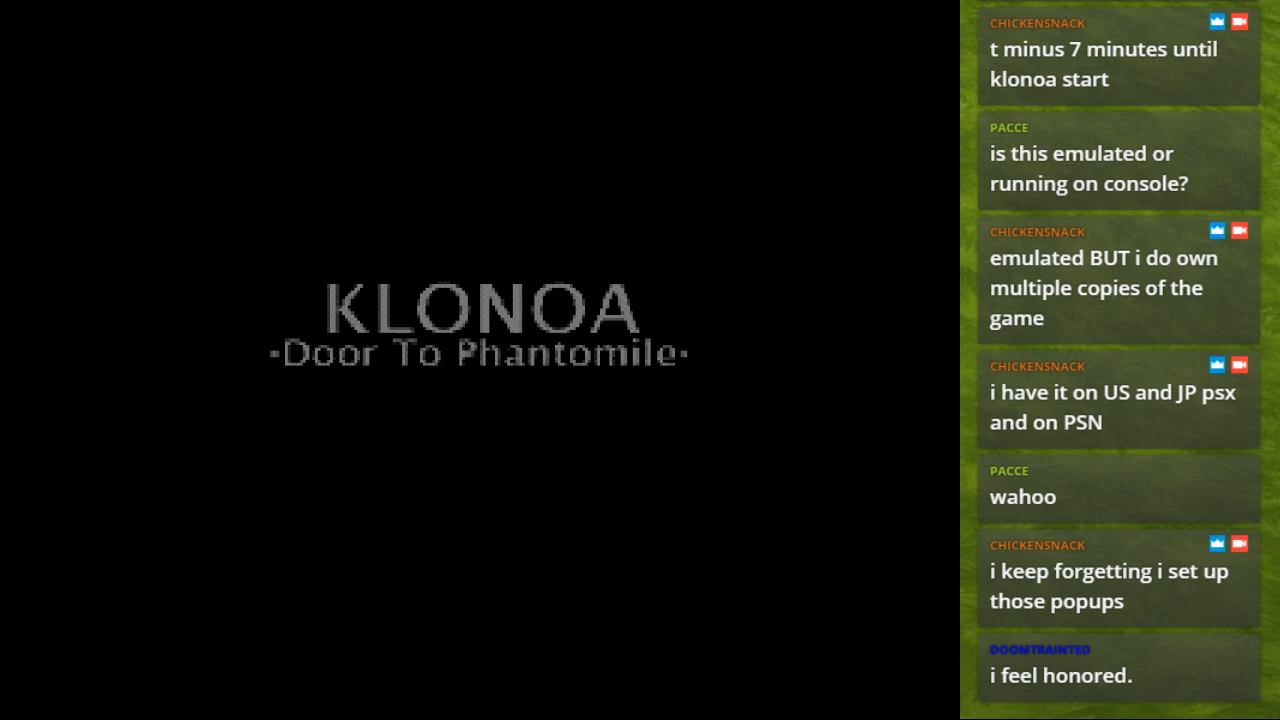 KLONOA
·Door To Phantomile·
CHICKENSNACK
t minus 7 minutes until
klonoa start
PACCE
is this emulated or
running on console?
CHICKENSNACK
emulated BUT i do own
multiple copies of the
game
CHICKENSNACK
i have it on US and JP psx
and on PSN
PACCE
wahoo
CHICKENSNACK
i keep forgetting i set up
those popups
DOOMTRAINTED
i feel honored.